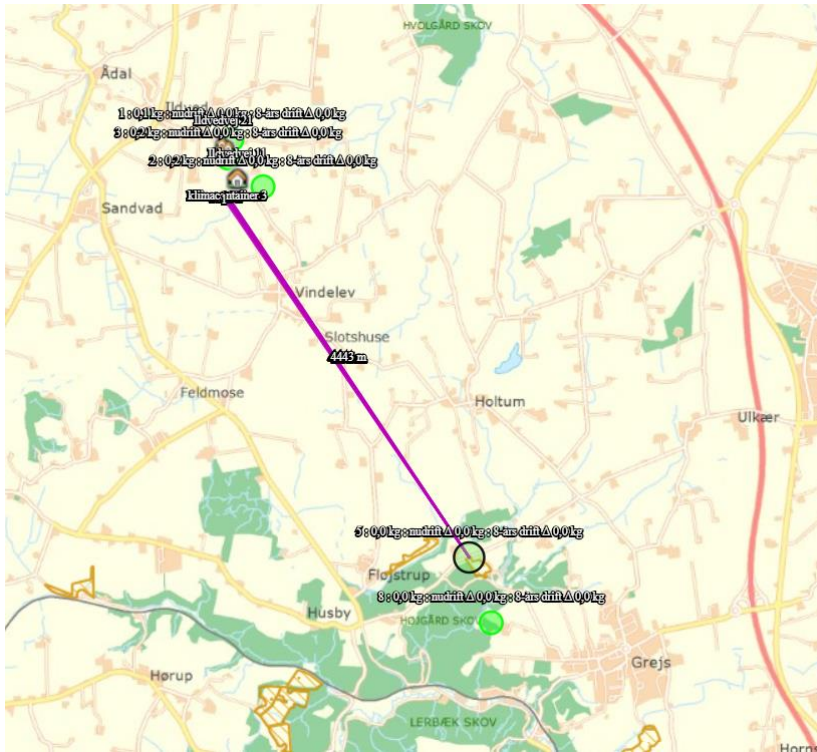 HVOLGÅRD SKOV
Ådal
Ildved
1 : 0,1 kg : nudrift Δ 0,0 kg : 8-års drift Δ 0,0 kg
Ildvedvej 21
3 : 0,2 kg : nudrift Δ 0,0 kg : 8-års drift Δ 0,0 kg
2 : 0,2 kg : nudrift Δ 0,0 kg : 8-års drift Δ 0,0 kg
Sandvad
Vindelev
Slotshuse
4443 m
Feldmose
Holtum
Ulkær
5 : 0,0 kg : nudrift Δ 0,0 kg : 8-års drift Δ 0,0 kg
Fløjstrup
8 : 0,0 kg : nudrift Δ 0,0 kg : 8-års drift Δ 0,0 kg
Husby
HØJGÅRD SKOV
Grejs
Hørup
LERBÆK SKOV
Horns